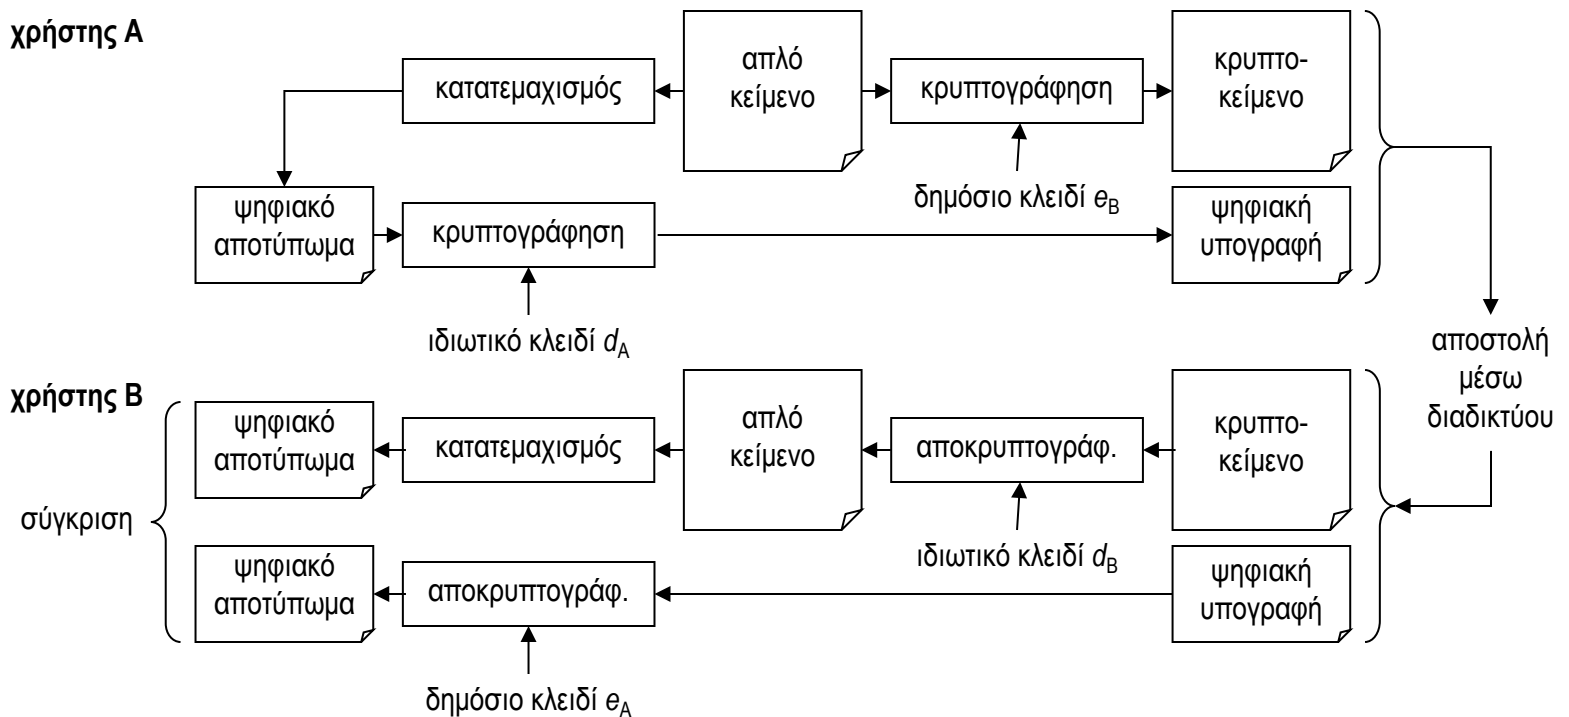 χρήστης Α
κατατεμαχισμός
απλό
κείμενο
κρυπτογράφηση
κρυπτο-
κείμενο
δημόσιο κλειδί eB
ψηφιακό
αποτύπωμα
κρυπτογράφηση
ψηφιακή
υπογραφή
ιδιωτικό κλειδί dA
αποστολή
μέσω
διαδικτύου
χρήστης Β
ψηφιακό
αποτύπωμα
κατατεμαχισμός
απλό
κείμενο
αποκρυπτογράφ.
κρυπτο-
κείμενο
σύγκριση
ιδιωτικό κλειδί dB
ψηφιακό
αποτύπωμα
αποκρυπτογράφ.
ψηφιακή
υπογραφή
δημόσιο κλειδί eA